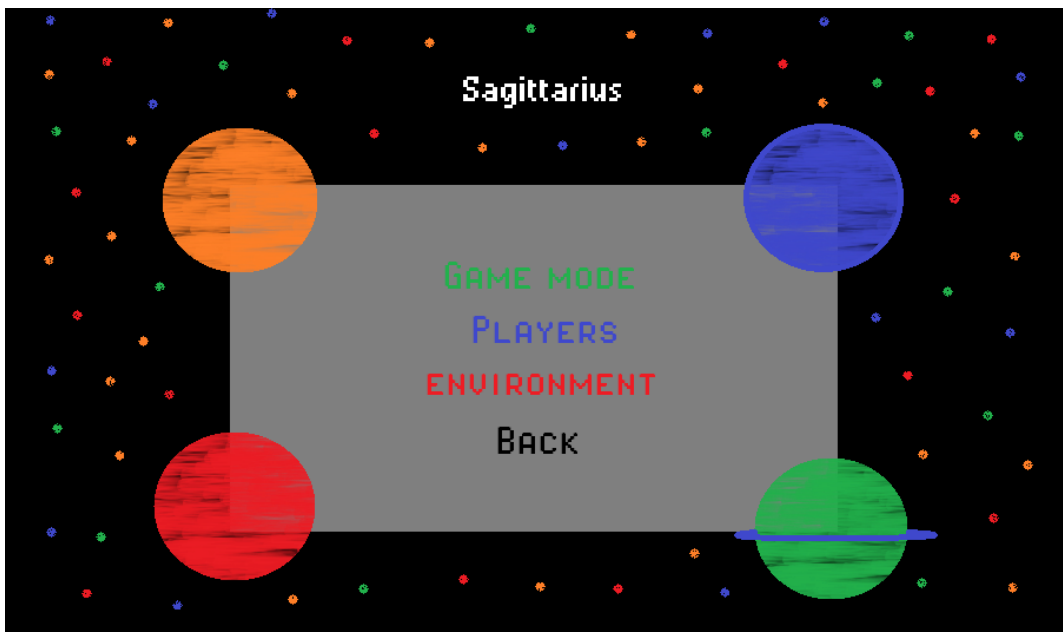 Sagittarius
GAME MODE
PLAYERS
ENVIRONMENT
BACK